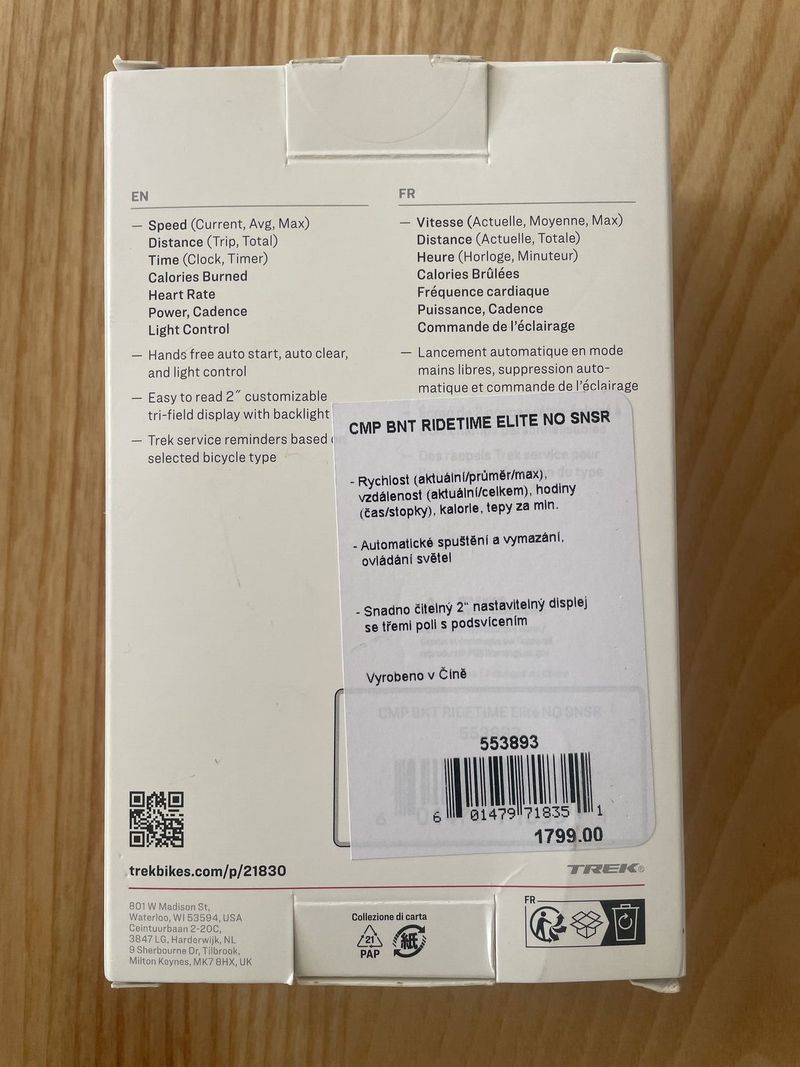 EN
— Speed (Current, Avg, Max)
Distance (Trip, Total)
Time (Clock, Timer)
Calories Burned
Heart Rate
Power, Cadence
Light Control
— Hands free auto start, auto clear,
and light control
— Easy to read 2″ customizable
tri-field display with backlight
— Trek service reminders based
selected bicycle type
FR
— Vitesse (Actuelle, Moyenne, Max)
Distance (Actuelle, Totale)
Heure (Horloge, Minuteur)
Calories Brûlées
Fréquence cardiaque
Puissance, Cadence
Commande de l'éclairage
— Lancement automatique en mode
mains libres, suppression auto-
matique et commande de l'éclairage
CMP BNT RIDETIME ELITE NO SNSR
- Rychlost (aktuální/průměr/max),
vzdálenost (aktuální/celkem), hodiny
(čas/stopky), kalorie, tepy za min.
- Automatické spuštění a vymazání,
ovládání světel
- Snadno čitelný 2" nastavitelný displej
se třemi poli s podsvícením
Vyrobeno v Číně
CMP BNT RIDETIME Elite NO SNSR
553893
6 01479 71835 1
1799.00
trekbikes.com/p/21830
TREK®
801 W Madison St,
Waterloo, WI 53594, USA
Ceintuurbaan 2-20C,
3847 LG, Harderwijk, NL
9 Sherbourne Dr, Tilbrook,
Milton Keynes, MK7 8HX, UK
Collezione di carta
21
PAP
紙
FR